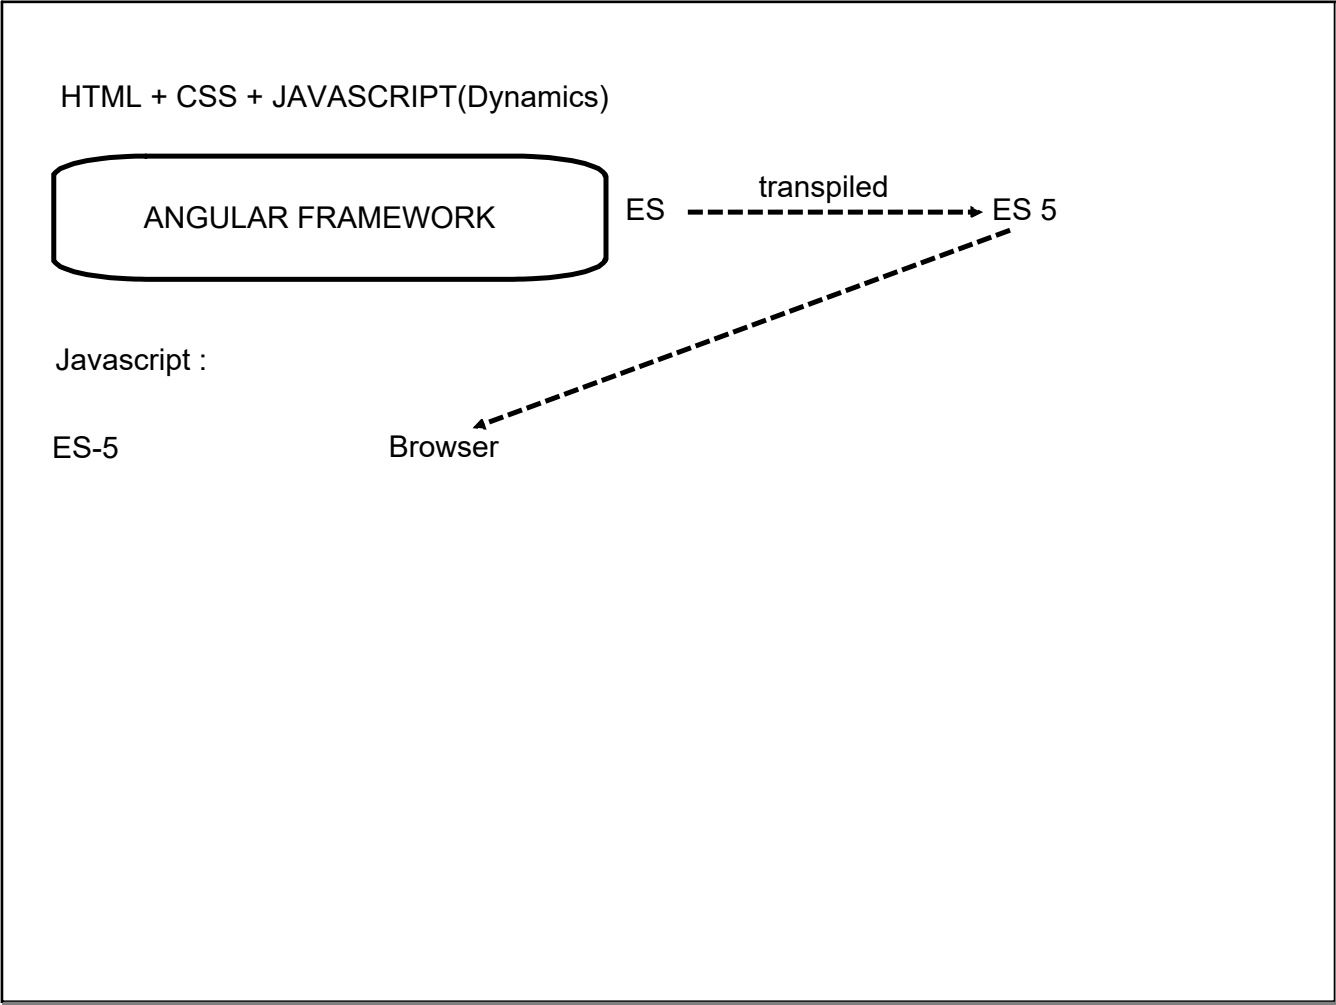 HTML + CSS + JAVASCRIPT(Dynamics)
transpiled
ANGULAR FRAMEWORK ES ES 5
Javascript :
ES-5 Browser